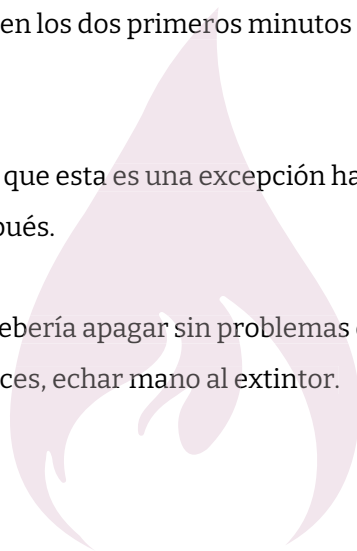 en los dos primeros minutos
que esta es una excepción ha
pués.
ebería apagar sin problemas
ces, echar mano al extintor.